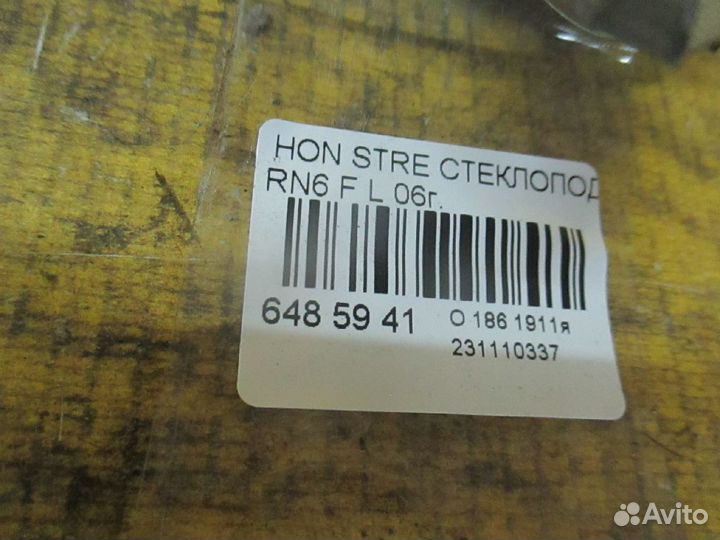 HON STRE СТЕКЛОПОД
RN6 F L 06г.
648 59 41
О 186 1911я
231110337
Avito